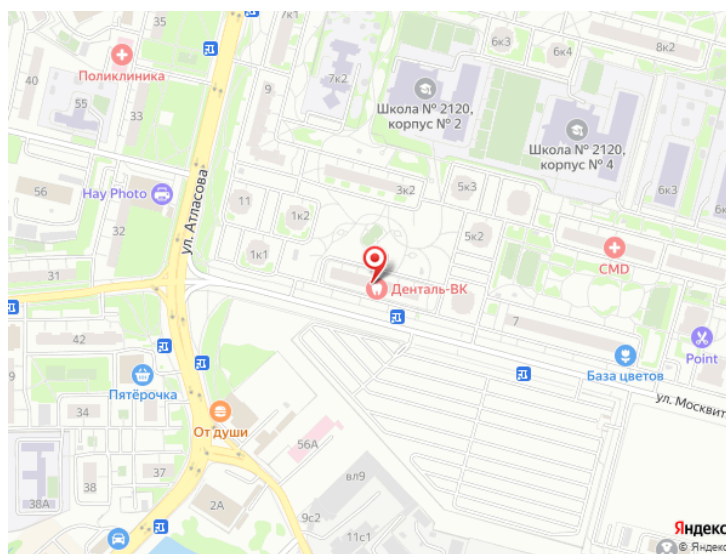 35
7к1
6к3
6к4
8к2
Поликлиника
40
9
7к2
55
33
Школа № 2120,
корпус № 2
Школа № 2120,
корпус № 4
56
Hay Photo
ул. Атласова
3к2
5к3
6к3
11
1к2
32
5к2
1к1
CMD
31
Денталь-ВК
7
42
Point
База цветов
Пятёрочка
34
ул. Москвит
От души
56А
37
38
вл9
38А
2А
9с2
11с1
Яндекс
© Яндекс